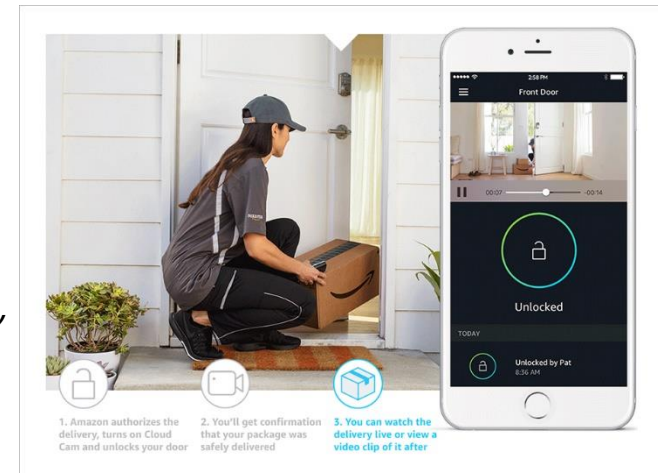 2:58 PM
Front Door
00:07
-00:14
Unlocked
TODAY
Unlocked by Pat
8:36 AM
1. Amazon authorizes the
delivery, turns on Cloud
Cam and unlocks your door
2. You'll get confirmation
that your package was
safely delivered
3. You can watch the
delivery live or view a
video clip of it after